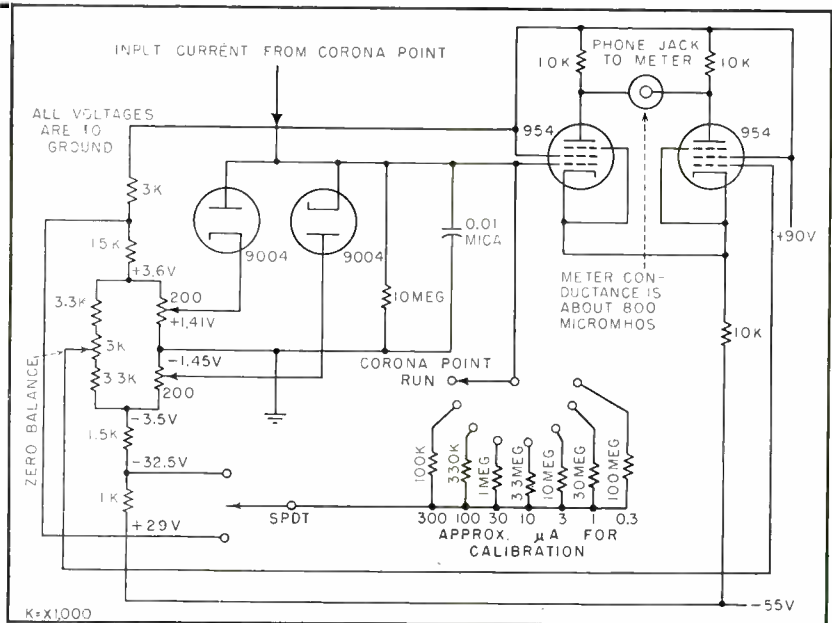 INPUT CURRENT FROM CORONA POINT
PHONE JACK
TO METER
10K
10K
ALL VOLTAGES
ARE TO
GROUND
954
954
3K
9004
9004
0.01
MICA
15K
+3.6V
+90V
3.3K
200
+1.41V
10MEG
METER CON-
DUCTANCE IS
ABOUT 800
MICROMHOS
3K
10K
ZERO BALANCE
-1.45V
CORONA POINT
RUN
3.3K
200
-3.5V
1.5K
-32.5V
100K
330K
1MEG
3.3MEG
10MEG
30MEG
100MEG
1K
+29V
SPDT
300 100 30 10 3 1 0.3
APPROX. µA FOR
CALIBRATION
-55V
K=X1,000